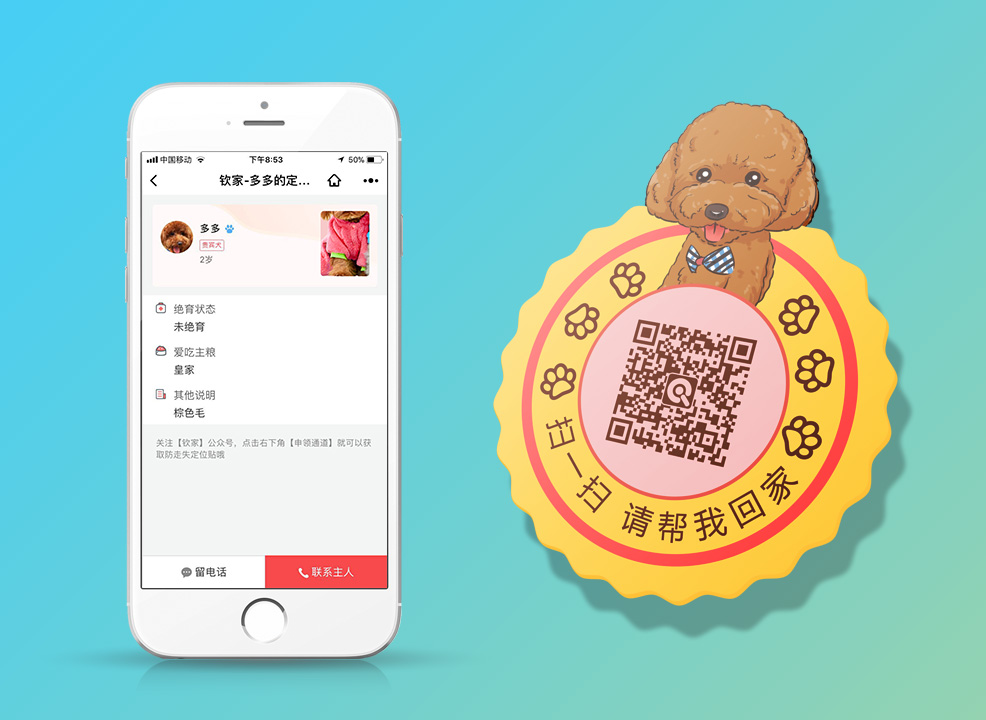 中国移动
下午8:53
50%
钦家-多多的定...
多多
贵宾犬
2岁
绝育状态
未绝育
爱吃主粮
皇家
其他说明
棕色毛
关注【钦家】公众号，点击右下角【申领通道】就可以获
取防走失定位贴哦
留电话
联系主人
扫一扫 请帮我回家